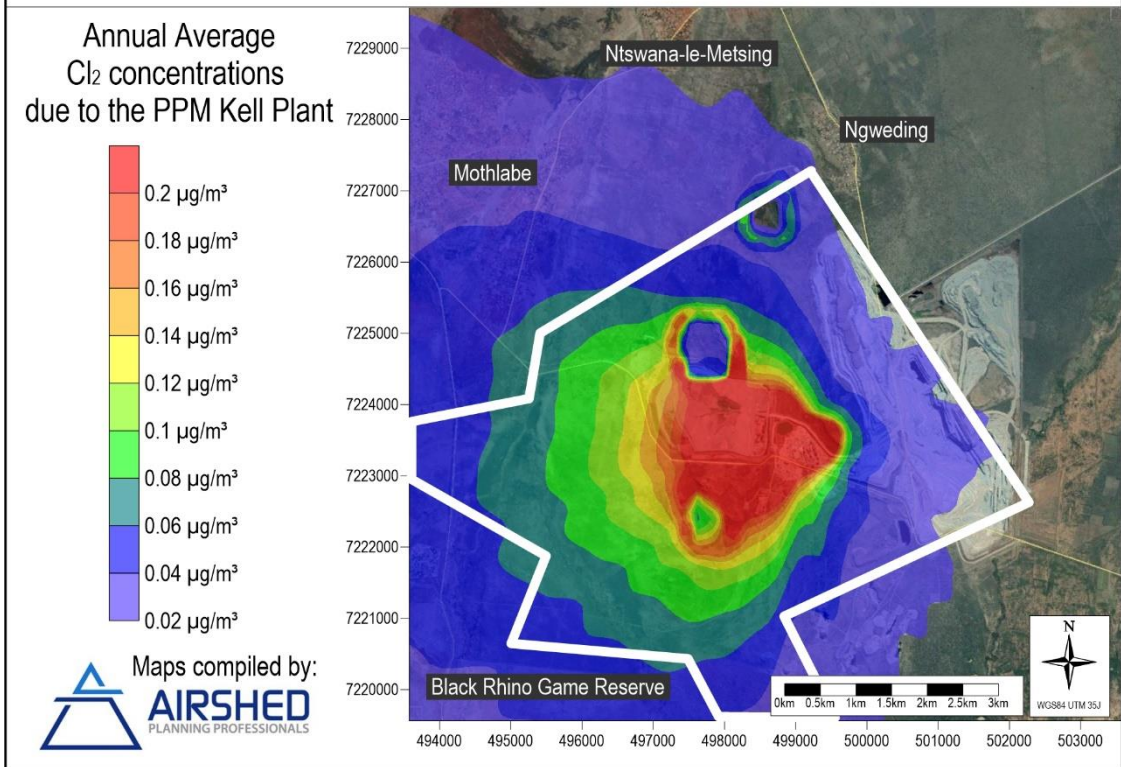 Annual Average
Cl₂ concentrations
due to the PPM Kell Plant
0.2 µg/m³
0.18 µg/m³
0.16 µg/m³
0.14 µg/m³
0.12 µg/m³
0.1 µg/m³
0.08 µg/m³
0.06 µg/m³
0.04 µg/m³
0.02 µg/m³
Maps compiled by:
AIRSHED
PLANNING PROFESSIONALS
7229000
7228000
7227000
7226000
7225000
7224000
7223000
7222000
7221000
7220000
Ntswana-le-Metsing
Ngweding
Mothlabe
Black Rhino Game Reserve
0km 0.5km 1km 1.5km 2km 2.5km 3km
N
WGS84 UTM 35J
494000 495000 496000 497000 498000 499000 500000 501000 502000 503000